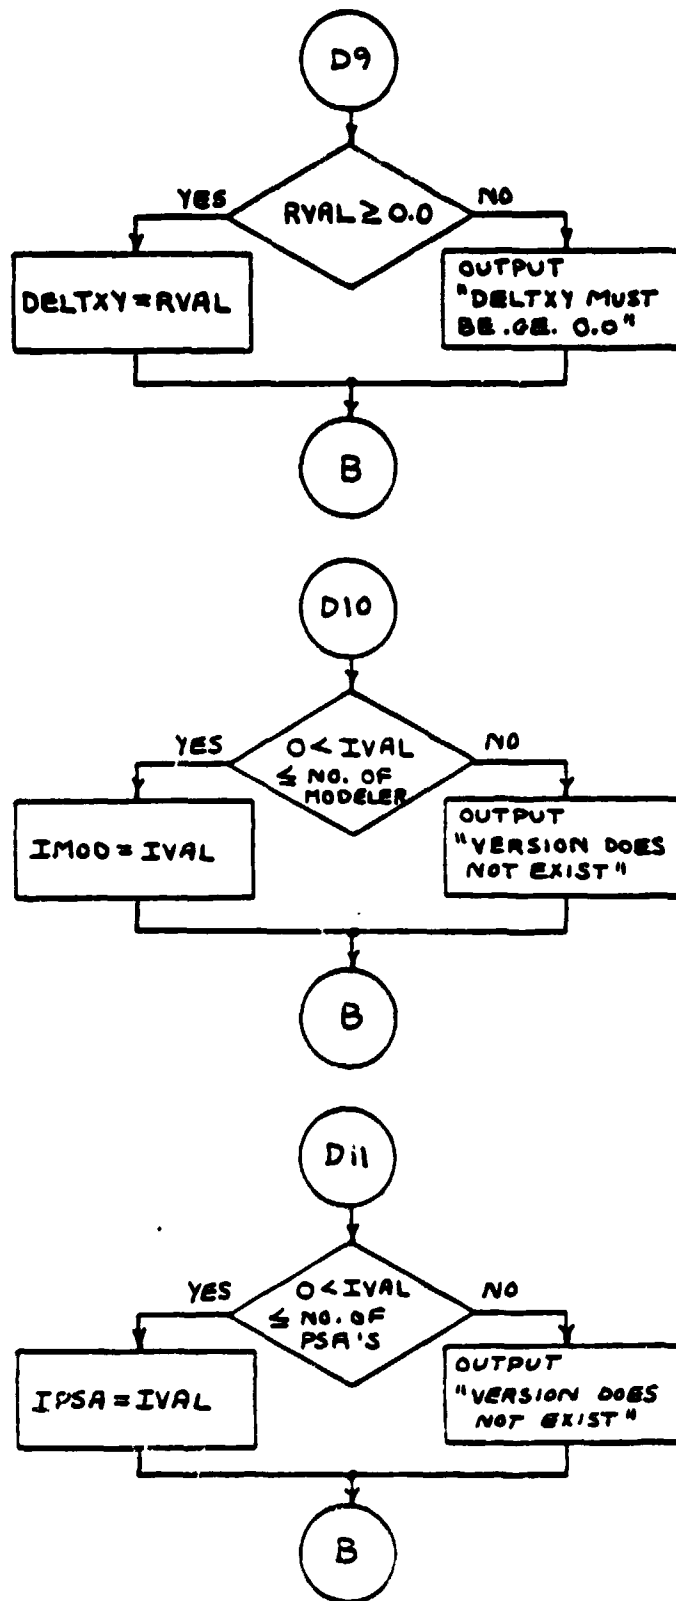 D9
RVAL ≥ 0.0
YES
NO
DELTXY = RVAL
OUTPUT
"DELTXY MUST
BE .GE. 0.0"
B
D10
0 < IVAL
≤ NO. OF
MODELER
YES
NO
IMOD = IVAL
OUTPUT
"VERSION DOES
NOT EXIST"
B
D11
0 < IVAL
≤ NO. OF
PSA'S
YES
NO
IPSA = IVAL
OUTPUT
"VERSION DOES
NOT EXIST"
B